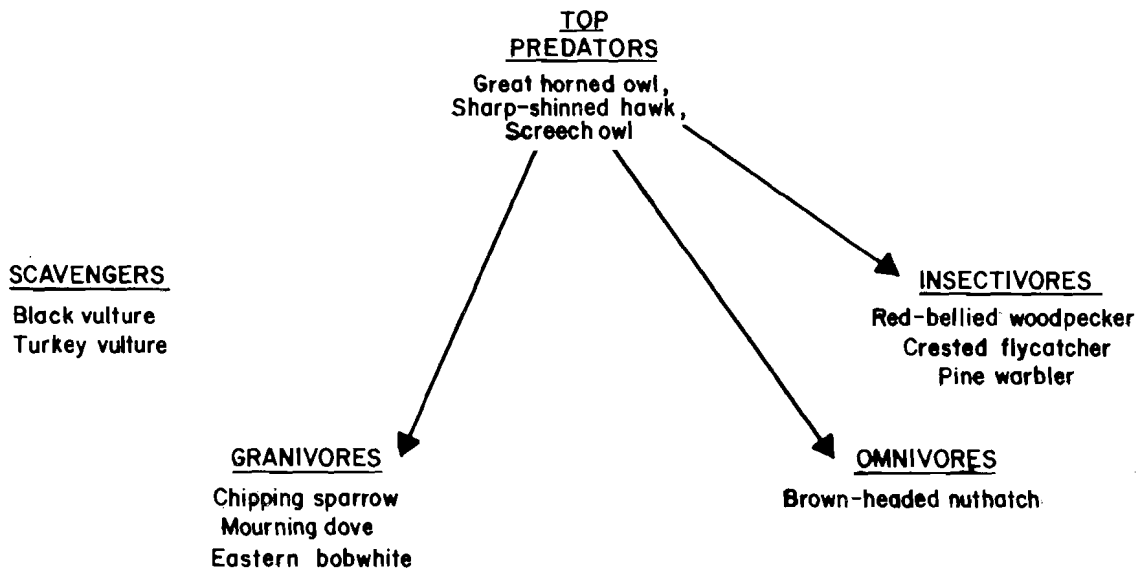 TOP
PREDATORS
Great horned owl,
Sharp-shinned hawk,
Screech owl
SCAVENGERS
Black vulture
Turkey vulture
INSECTIVORES
Red-bellied woodpecker
Crested flycatcher
Pine warbler
GRANIVORES
Chipping sparrow
Mourning dove
Eastern bobwhite
OMNIVORES
Brown-headed nuthatch